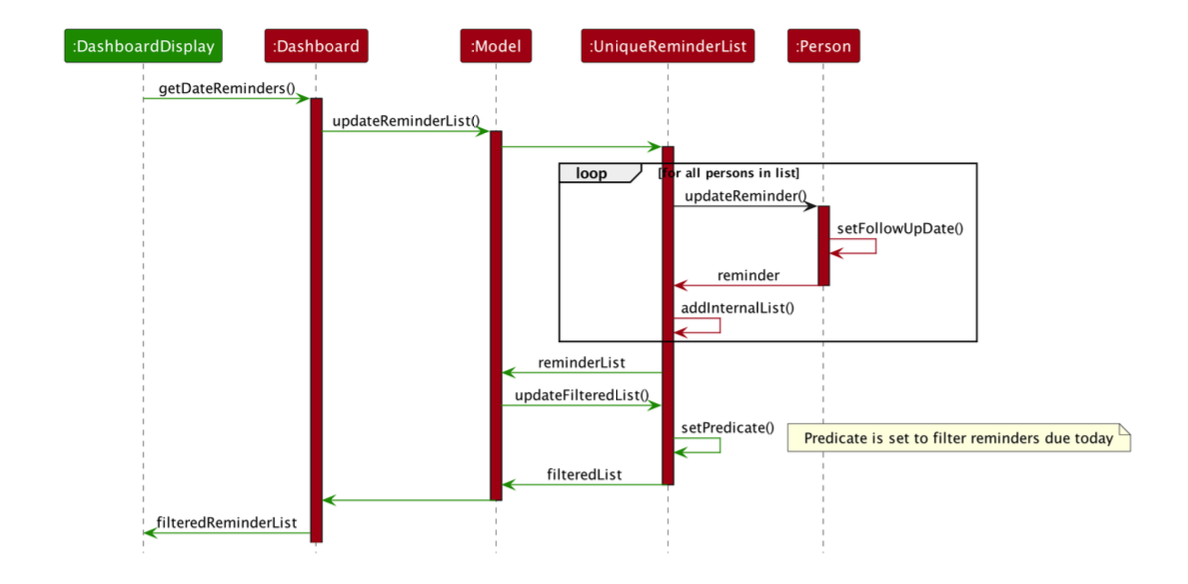 :DashboardDisplay :Dashboard :Model :UniqueReminderList :Person
getDateReminders()
updateReminderList()
loop [for all persons in list]
updateReminder()
setFollowUpDate()
reminder
addInternalList()
reminderList
updateFilteredList()
setPredicate() Predicate is set to filter reminders due today
filteredList
filteredReminderList